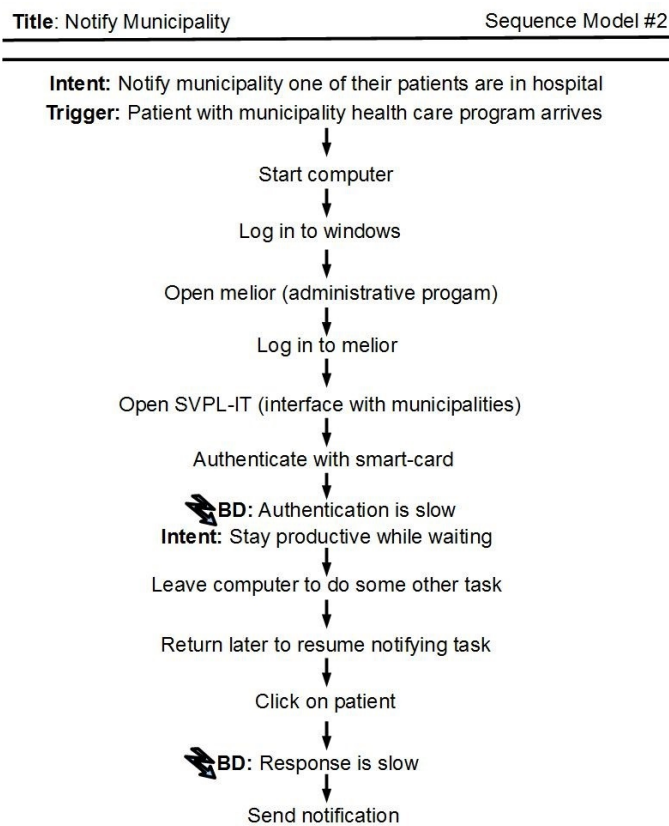 Title: Notify Municipality Sequence Model #2
Intent: Notify municipality one of their patients are in hospital
Trigger: Patient with municipality health care program arrives
Start computer
Log in to windows
Open melior (administrative progam)
Log in to melior
Open SVPL-IT (interface with municipalities)
Authenticate with smart-card
BD: Authentication is slow
Intent: Stay productive while waiting
Leave computer to do some other task
Return later to resume notifying task
Click on patient
BD: Response is slow
Send notification